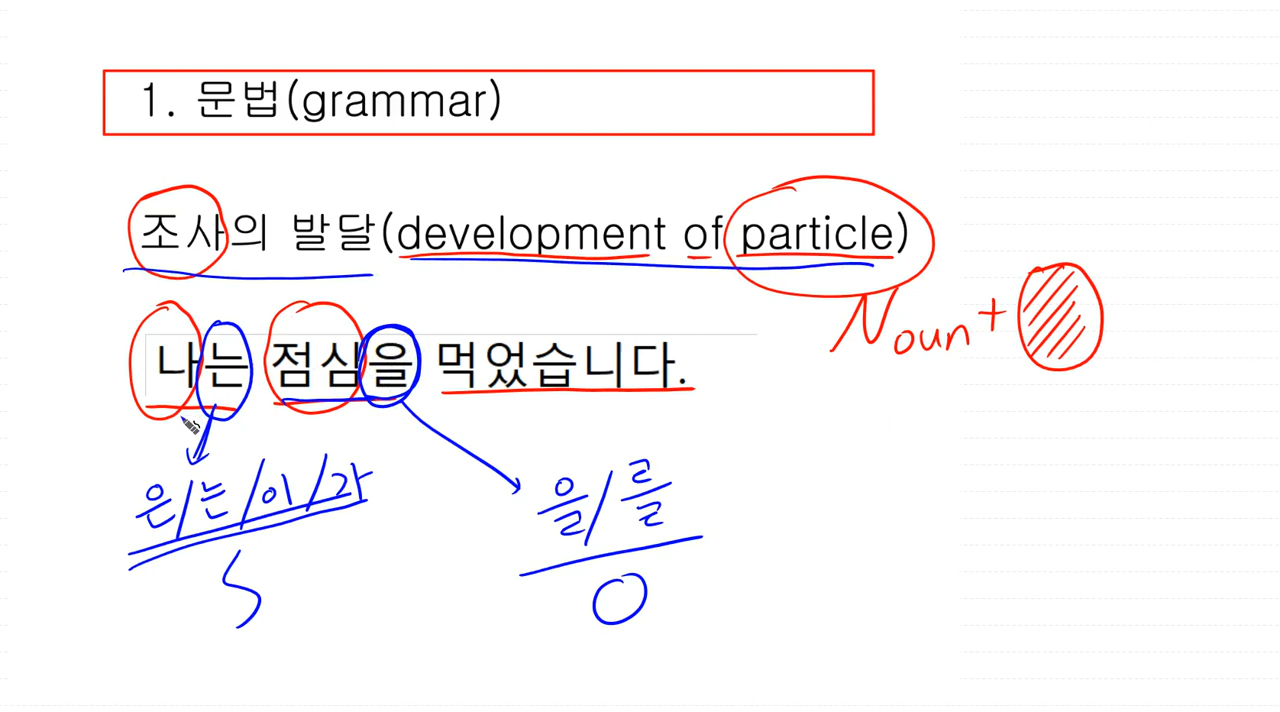 1. 문법(grammar)
조사의 발달(development of particle)
Noun+
나는 점심을 먹었습니다.
은/는/이/가
을/를
S
O